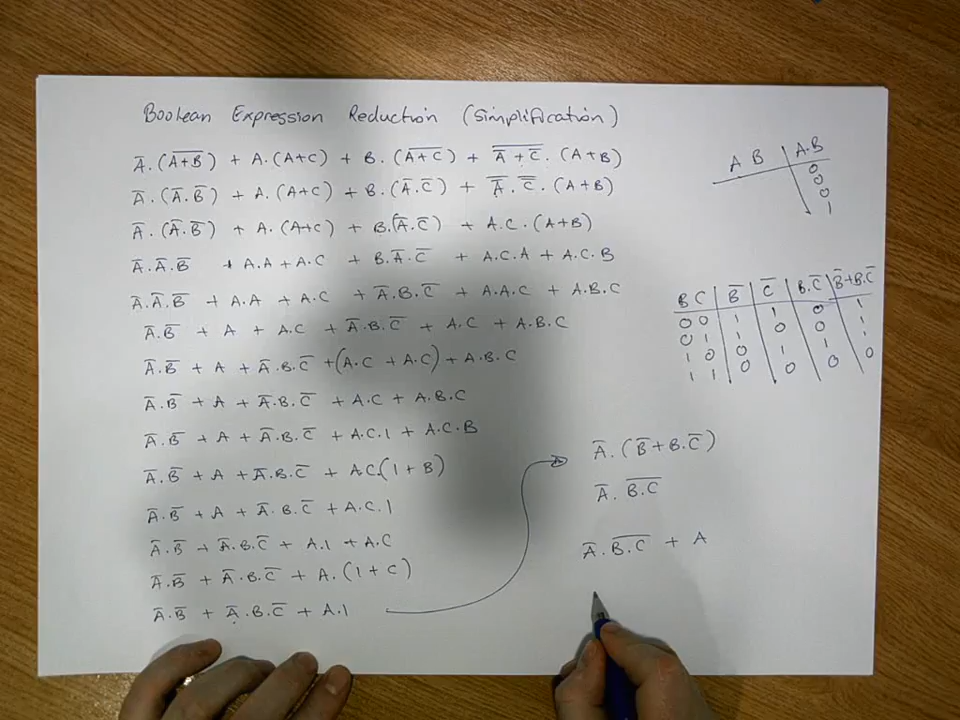 Boolean Expression Reduction (Simplification)
A̅.(A̅+̅B̅) + A.(A+C) + B.(A̅+̅C̅) + A̿+̿C̿.(A+B)
A̅.(A̅.B̅) + A.(A+C) + B.(A̅.C̅) + A̿.C̿.(A+B)
A̅.(A̅.B̅) + A.(A+C) + B.(A̅.C̅) + A.C.(A+B)
A̅.A̅.B̅ + A.A + A.C + B.A̅.C̅ + A.C.A + A.C.B
A̅.A̅.B̅ + A.A + A.C + A̅.B.C̅ + A.A.C + A.B.C
A̅.B̅ + A + A.C + A̅.B.C̅ + A.C + A.B.C
A̅.B̅ + A + A̅.B.C̅ + (A.C + A.C) + A.B.C
A̅.B̅ + A + A̅.B.C̅ + A.C + A.B.C
A̅.B̅ + A + A̅.B.C̅ + A.C.1 + A.C.B
A̅.B̅ + A + A̅.B.C̅ + A.C.(1 + B)
A̅.B̅ + A + A̅.B.C̅ + A.C.1
A̅.B̅ + A̅.B.C̅ + A.1 + A.C
A̅.B̅ + A̅.B.C̅ + A.(1 + C)
A̅.B̅ + A̅.B.C̅ + A.1
A B A.B
0
0
0
1
B C B̅ C̅ B.C̅ B̅+B.C̅
0 0 1 1 0 1
0 1 1 0 0 1
1 0 0 1 1 1
1 1 0 0 0 0
A̅.(B̅+B.C̅)
A̅.B̅.̅C̅
A̅.B̅.̅C̅ + A